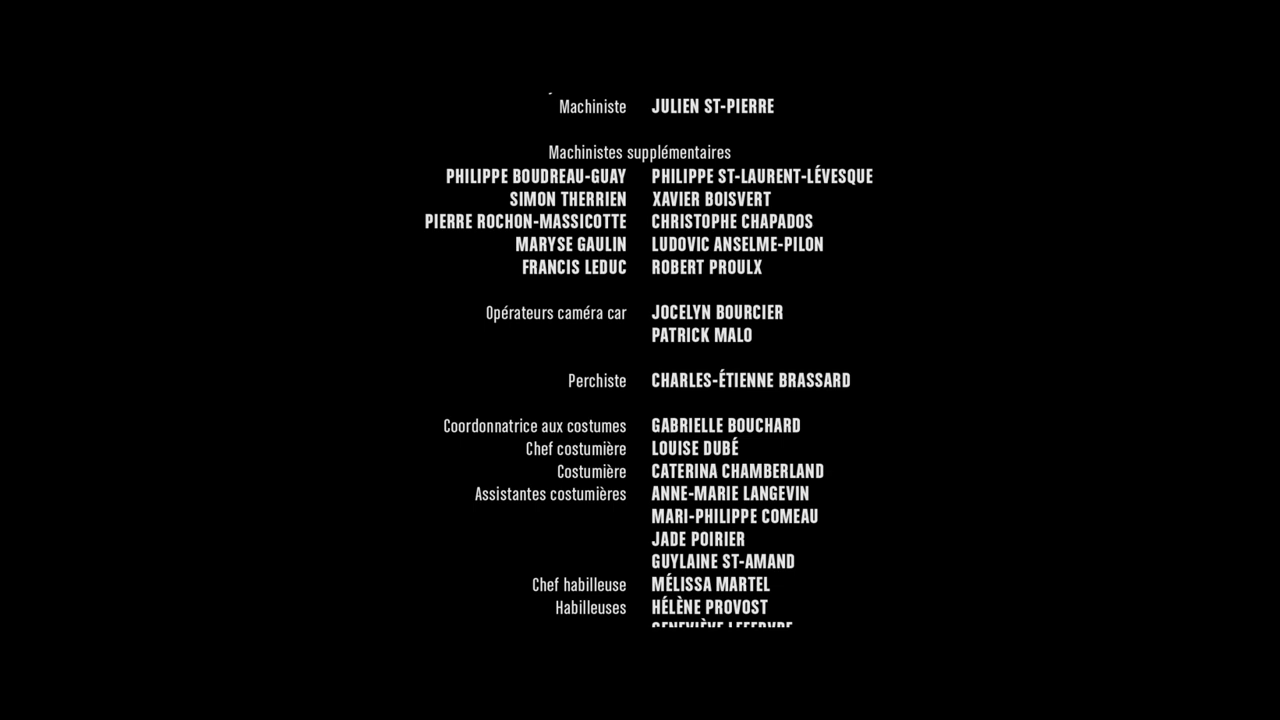 Machiniste JULIEN ST-PIERRE
Machinistes supplémentaires
PHILIPPE BOUDREAU-GUAY PHILIPPE ST-LAURENT-LÉVESQUE
SIMON THERRIEN XAVIER BOISVERT
PIERRE ROCHON-MASSICOTTE CHRISTOPHE CHAPADOS
MARYSE GAULIN LUDOVIC ANSELME-PILON
FRANCIS LEDUC ROBERT PROULX
Opérateurs caméra car JOCELYN BOURCIER
PATRICK MALO
Perchiste CHARLES-ÉTIENNE BRASSARD
Coordonnatrice aux costumes GABRIELLE BOUCHARD
Chef costumière LOUISE DUBÉ
Costumière CATERINA CHAMBERLAND
Assistantes costumières ANNE-MARIE LANGEVIN
MARI-PHILIPPE COMEAU
JADE POIRIER
GUYLAINE ST-AMAND
Chef habilleuse MÉLISSA MARTEL
Habilleuses HÉLÈNE PROVOST
GENEVIÈVE LEFEBVRE